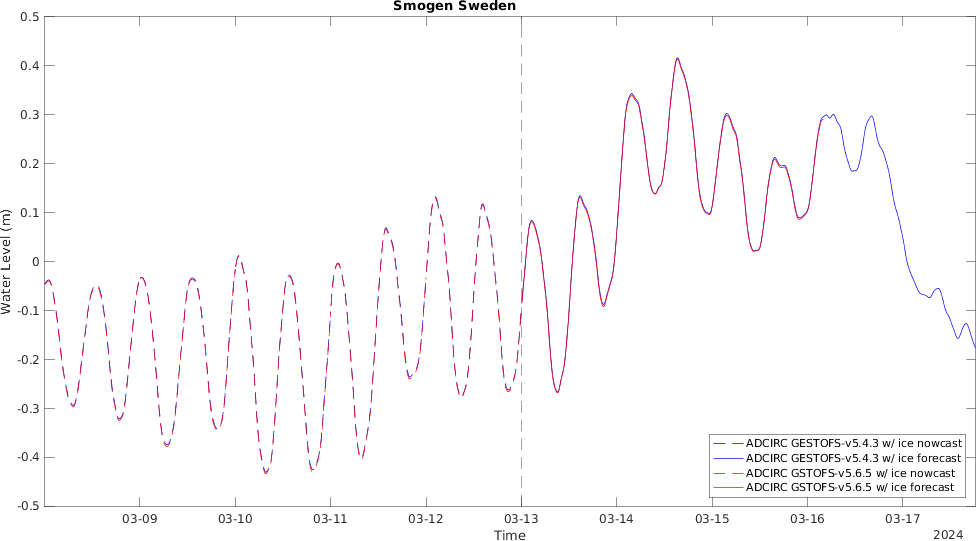 Smogen Sweden
0.5
0.4
0.3
0.2
0.1
0
-0.1
-0.2
-0.3
-0.4
-0.5
Water Level (m)
ADCIRC GESTOFS-v5.4.3 w/ ice nowcast
ADCIRC GESTOFS-v5.4.3 w/ ice forecast
ADCIRC GSTOFS-v5.6.5 w/ ice nowcast
ADCIRC GSTOFS-v5.6.5 w/ ice forecast
03-09 03-10 03-11 03-12 03-13 03-14 03-15 03-16 03-17
Time
2024